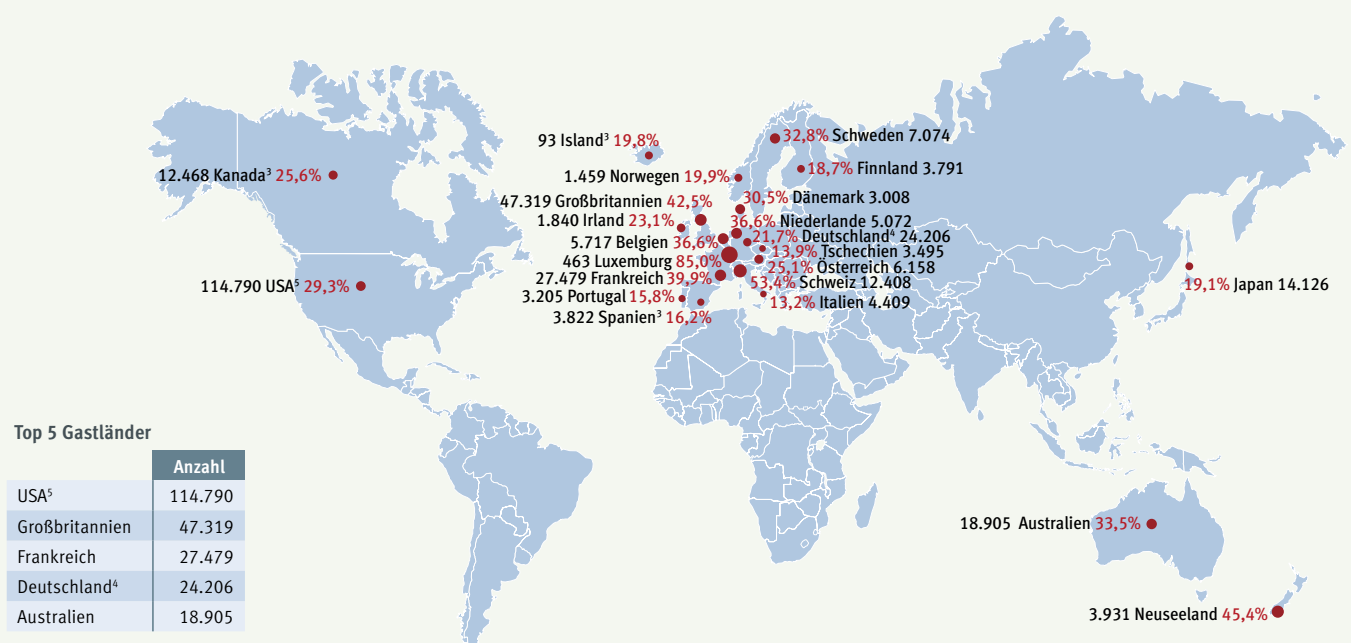 93 Island³ 19,8%
32,8% Schweden 7.074
12.468 Kanada³ 25,6%
1.459 Norwegen 19,9%
18,7% Finnland 3.791
47.319 Großbritannien 42,5%
30,5% Dänemark 3.008
1.840 Irland 23,1%
36,6% Niederlande 5.072
5.717 Belgien 36,6%
21,7% Deutschland⁴ 24.206
13,9% Tschechien 3.495
463 Luxemburg 85,0%
25,1% Österreich 6.158
27.479 Frankreich 39,9%
53,4% Schweiz 12.408
114.790 USA⁵ 29,3%
19,1% Japan 14.126
3.205 Portugal 15,8%
13,2% Italien 4.409
3.822 Spanien³ 16,2%
Top 5 Gastländer
Anzahl
USA⁵ 114.790
Großbritannien 47.319
Frankreich 27.479
Deutschland⁴ 24.206
Australien 18.905
18.905 Australien 33,5%
3.931 Neuseeland 45,4%